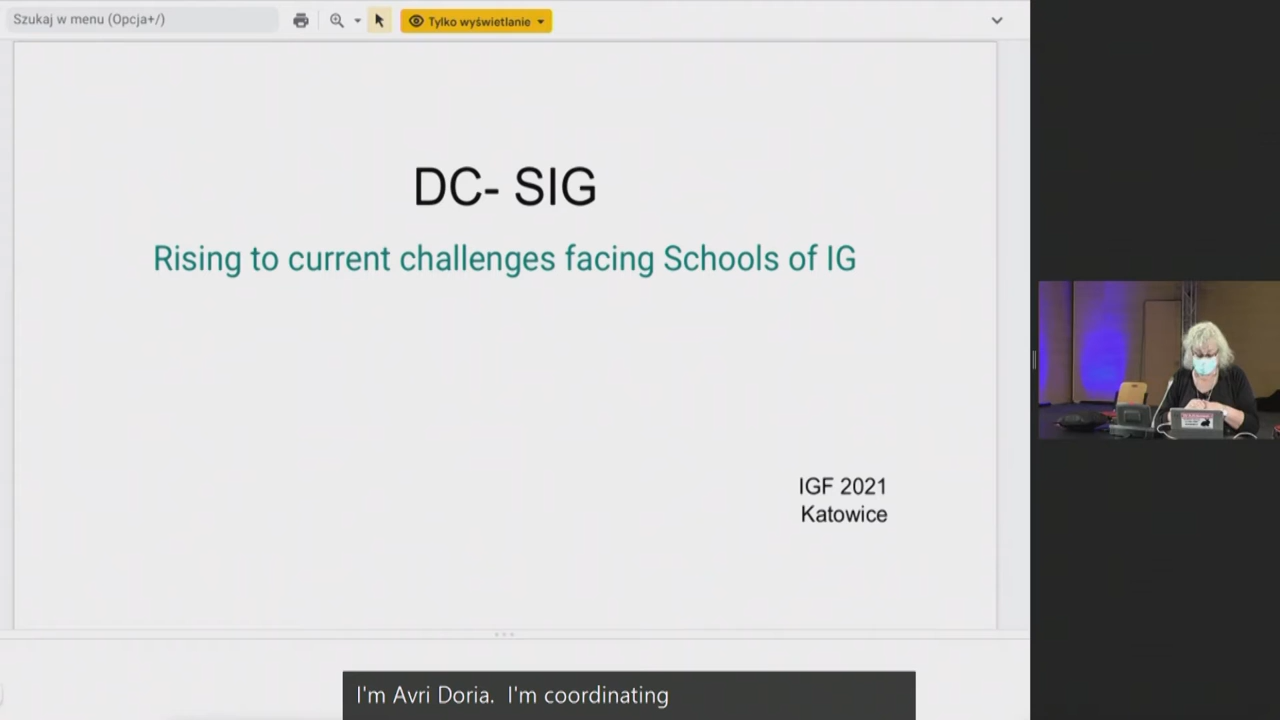 Szukaj w menu (Opcja+/)
Tylko wyświetlanie
DC- SIG
Rising to current challenges facing Schools of IG
IGF 2021
Katowice
I'm Avri Doria.  I'm coordinating